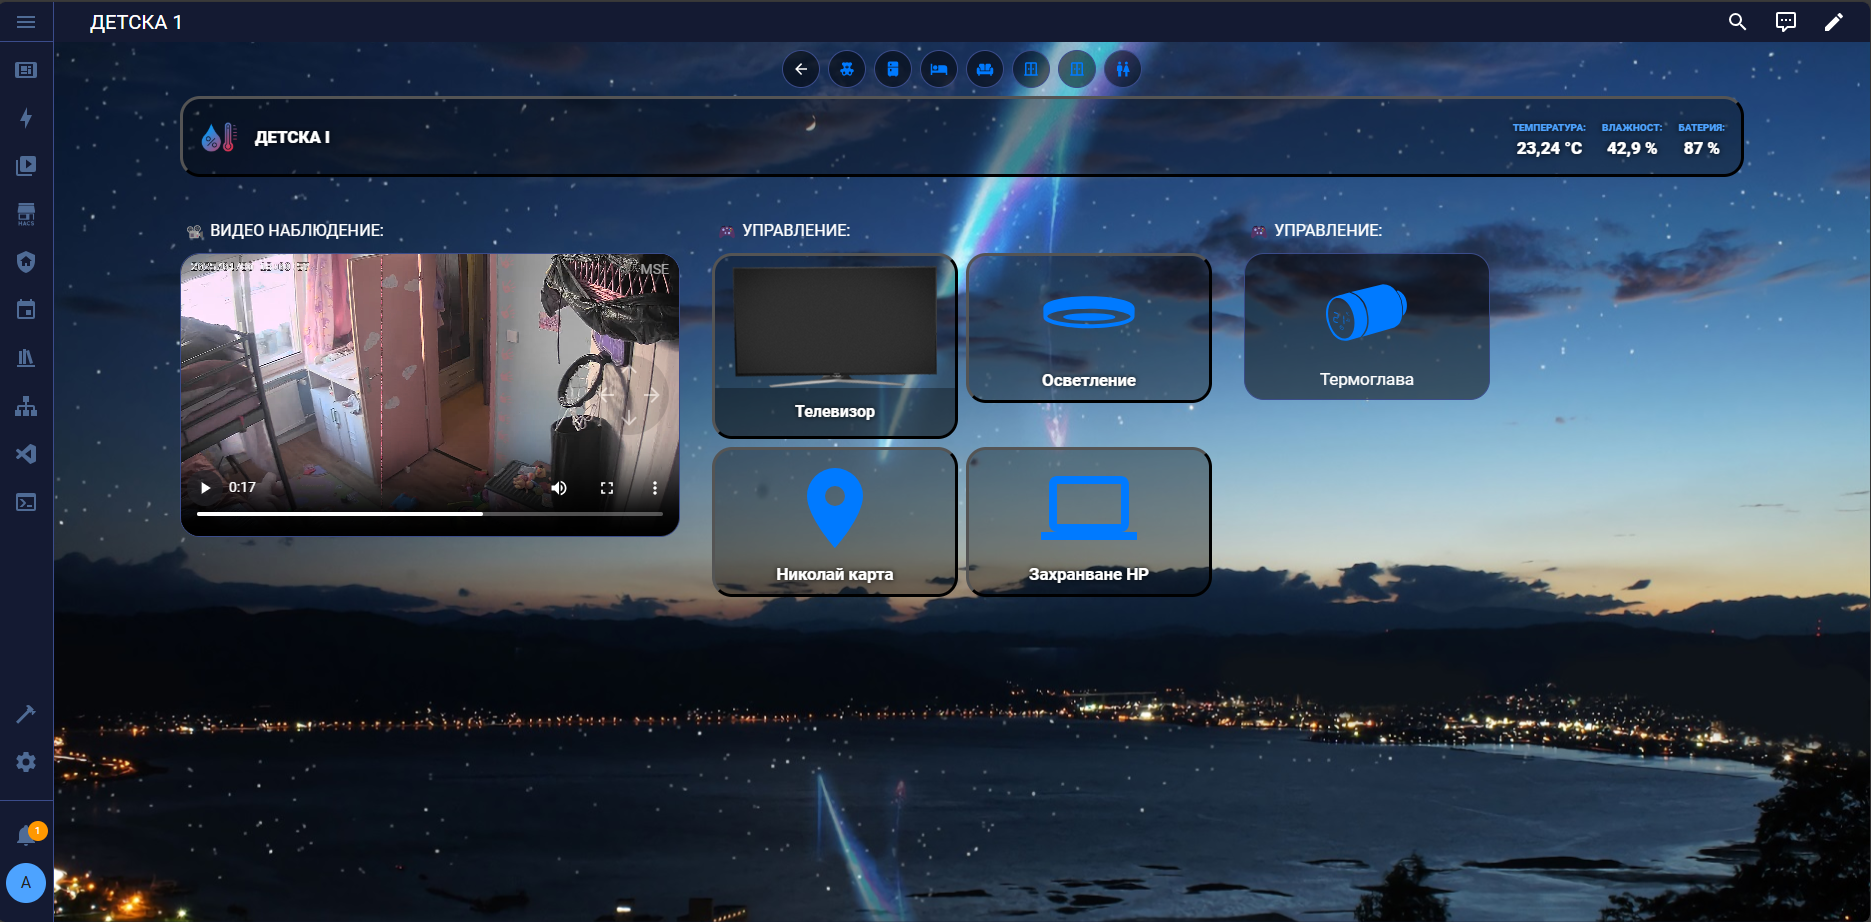 ДЕТСКА 1
HACS
ДЕТСКА I
ТЕМПЕРАТУРА: ВЛАЖНОСТ: БАТЕРИЯ:
23,24 °C 42,9 % 87 %
ВИДЕО НАБЛЮДЕНИЕ:
MSE
0:17
УПРАВЛЕНИЕ:
Телевизор
Осветление
Николай карта
Захранване HP
УПРАВЛЕНИЕ:
Термоглава
1
A